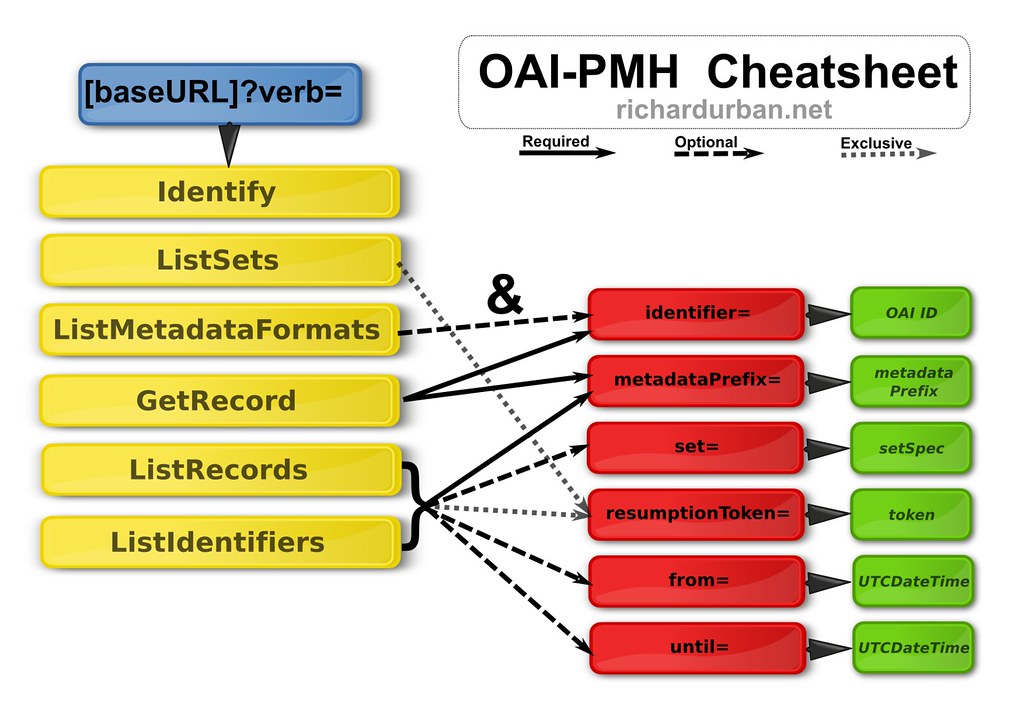 OAI-PMH Cheatsheet
richardurban.net
[baseURL]?verb=
Required
Optional
Exclusive
Identify
ListSets
ListMetadataFormats
GetRecord
ListRecords
ListIdentifiers
&
identifier=
OAI ID
metadataPrefix=
metadata
Prefix
set=
setSpec
resumptionToken=
token
from=
UTCDateTime
until=
UTCDateTime